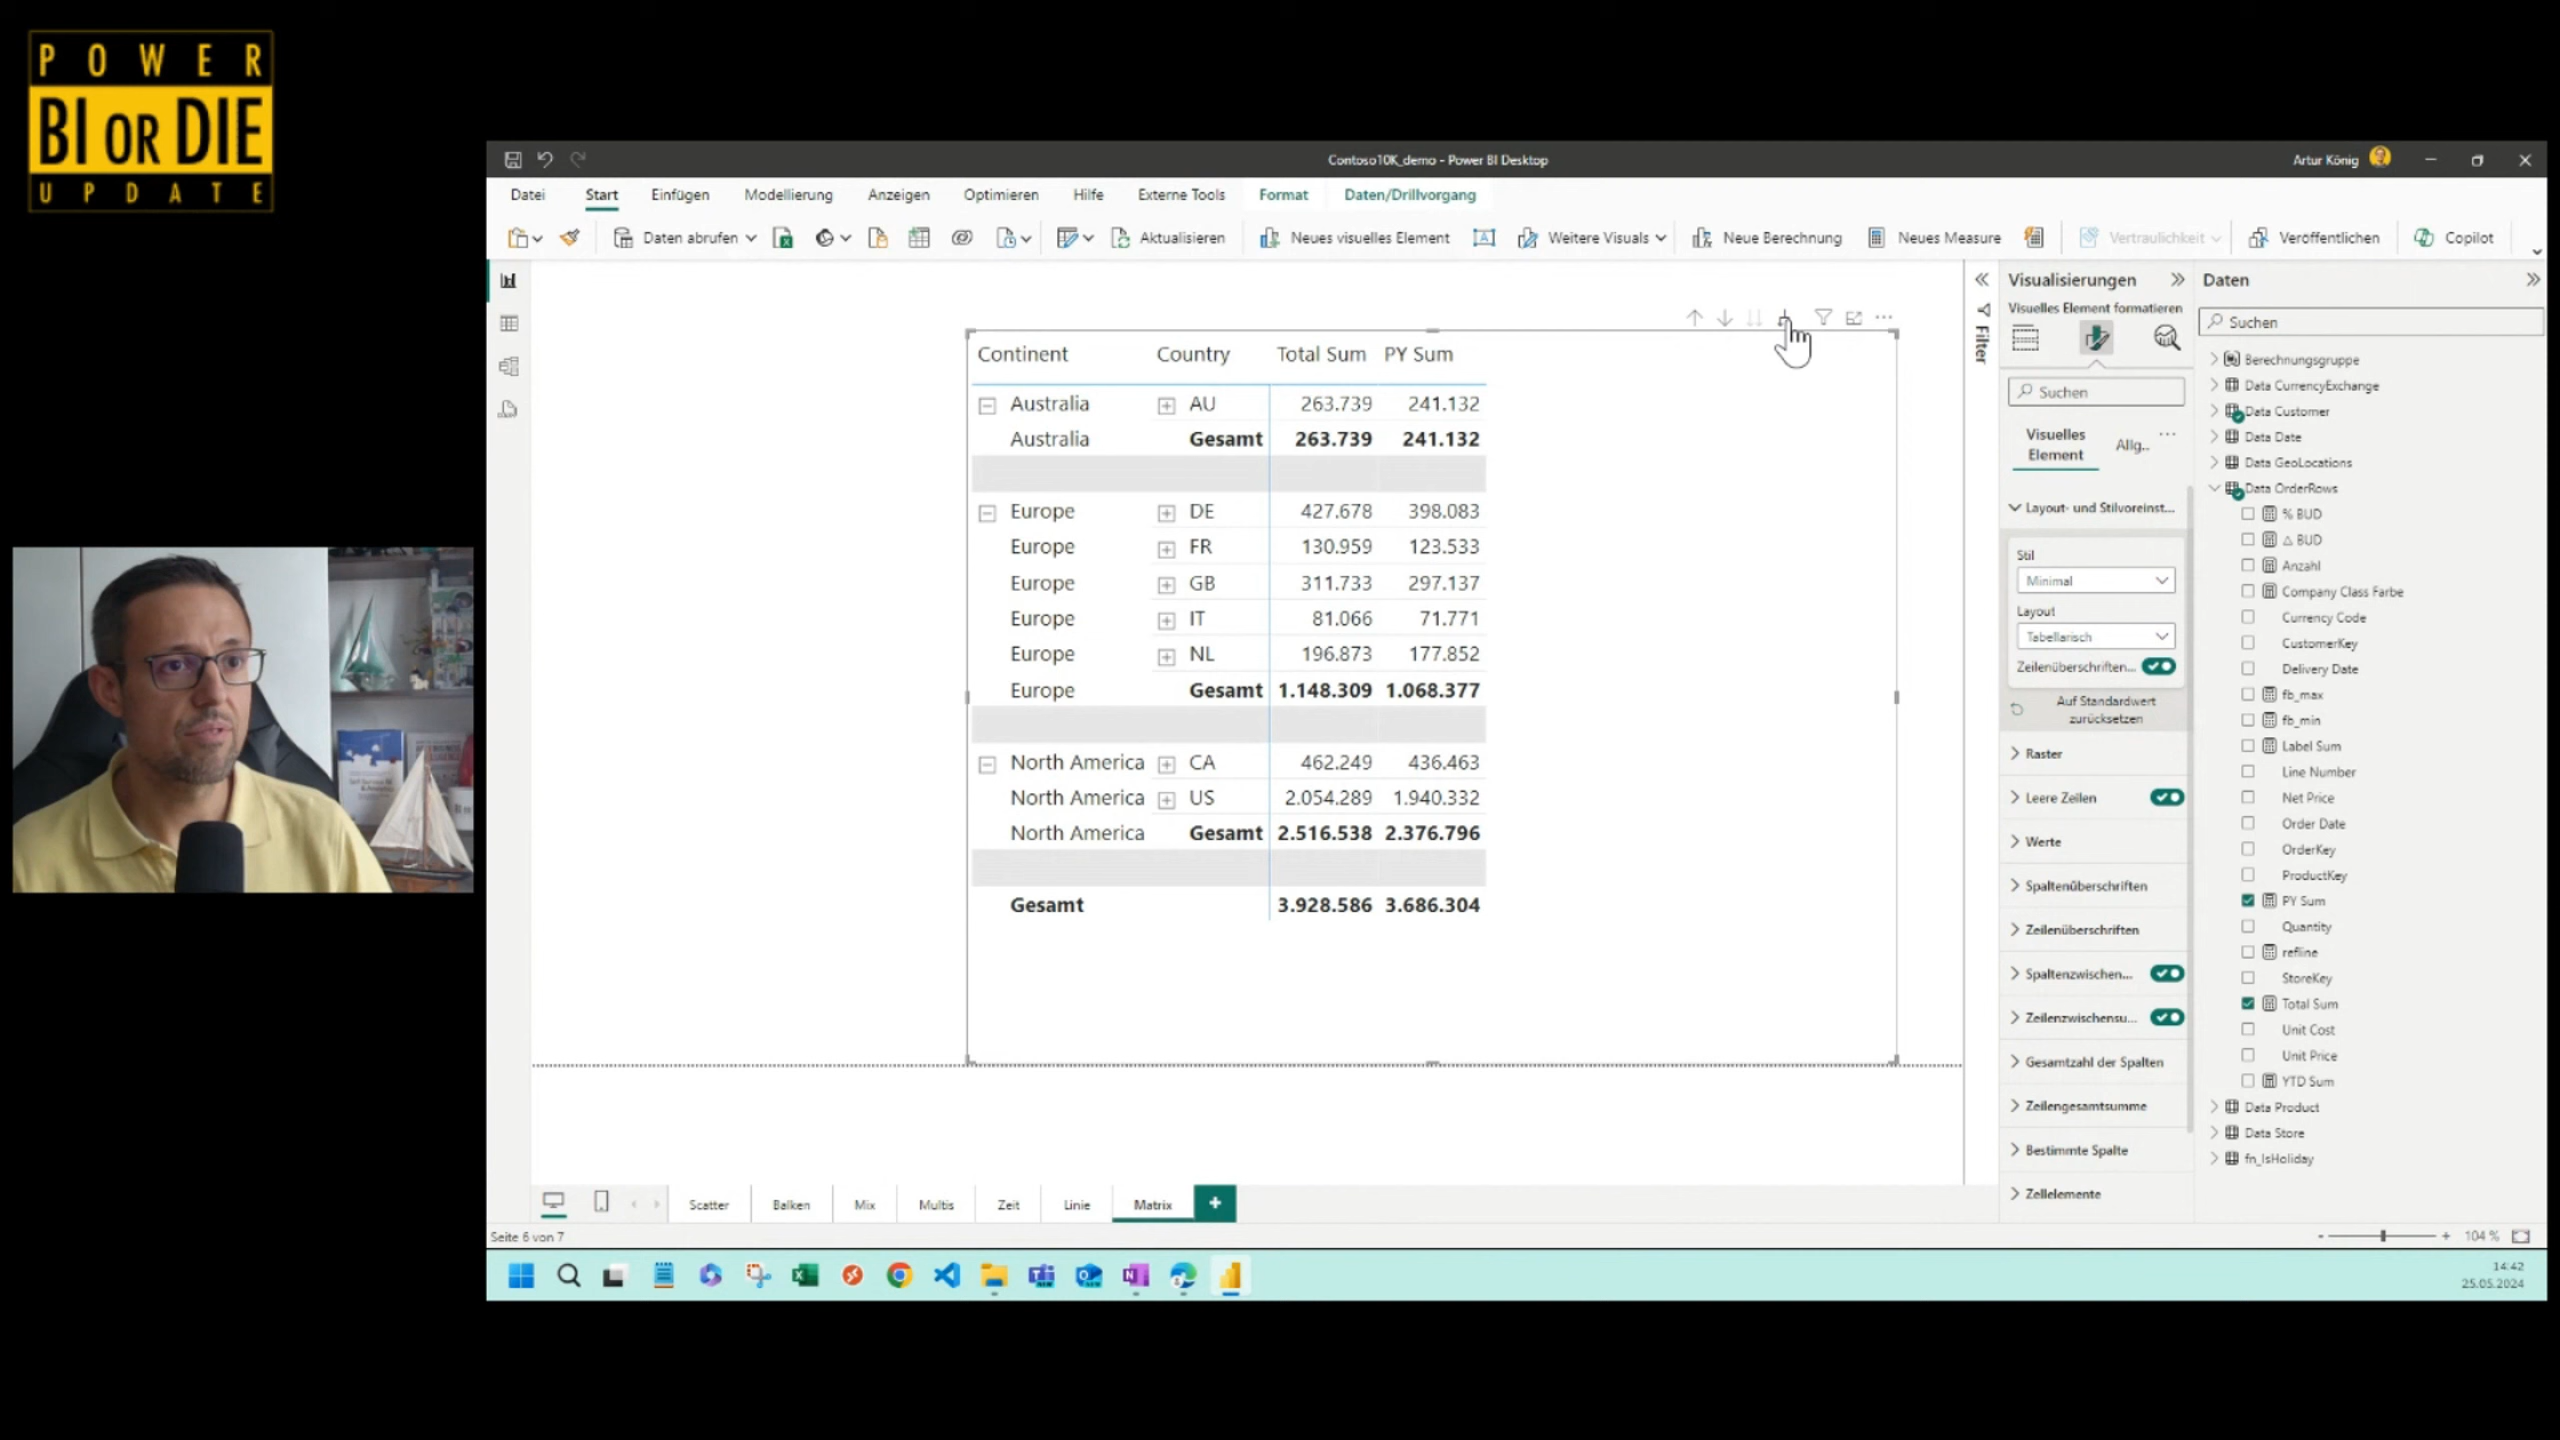 POWER
BI OR DIE
UPDATE
Contoso10K_demo - Power BI Desktop
Artur König
Datei Start Einfügen Modellierung Anzeigen Optimieren Hilfe Externe Tools Format Daten/Drillvorgang
Daten abrufen Aktualisieren Neues visuelles Element Weitere Visuals Neue Berechnung Neues Measure Vertraulichkeit Veröffentlichen Copilot
Continent Country Total Sum PY Sum
Australia AU 263.739 241.132
Australia Gesamt 263.739 241.132
Europe DE 427.678 398.083
Europe FR 130.959 123.533
Europe GB 311.733 297.137
Europe IT 81.066 71.771
Europe NL 196.873 177.852
Europe Gesamt 1.148.309 1.068.377
North America CA 462.249 436.463
North America US 2.054.289 1.940.332
North America Gesamt 2.516.538 2.376.796
Gesamt 3.928.586 3.686.304
Filter
Visualisierungen
Visuelles Element formatieren
Suchen
Visuelles Element
Allg..
Layout- und Stilvoreinst...
Stil
Minimal
Layout
Tabellarisch
Zeilenüberschriften...
Auf Standardwert zurücksetzen
Raster
Leere Zeilen
Werte
Spaltenüberschriften
Zeilenüberschriften
Spaltenzwischen...
Zeilenzwischensu...
Gesamtzahl der Spalten
Zeilengesamtsumme
Bestimmte Spalte
Zellelemente
Daten
Suchen
Berechnungsgruppe
Data CurrencyExchange
Data Customer
Data Date
Data GeoLocations
Data OrderRows
% BUD
△ BUD
Anzahl
Company Class Farbe
Currency Code
CustomerKey
Delivery Date
fb_max
fb_min
Label Sum
Line Number
Net Price
Order Date
OrderKey
ProductKey
PY Sum
Quantity
refline
StoreKey
Total Sum
Unit Cost
Unit Price
YTD Sum
Data Product
Data Store
fn_IsHoliday
Scatter Balken Mix Multis Zeit Linie Matrix
Seite 6 von 7
104 %
14:42
25.05.2024